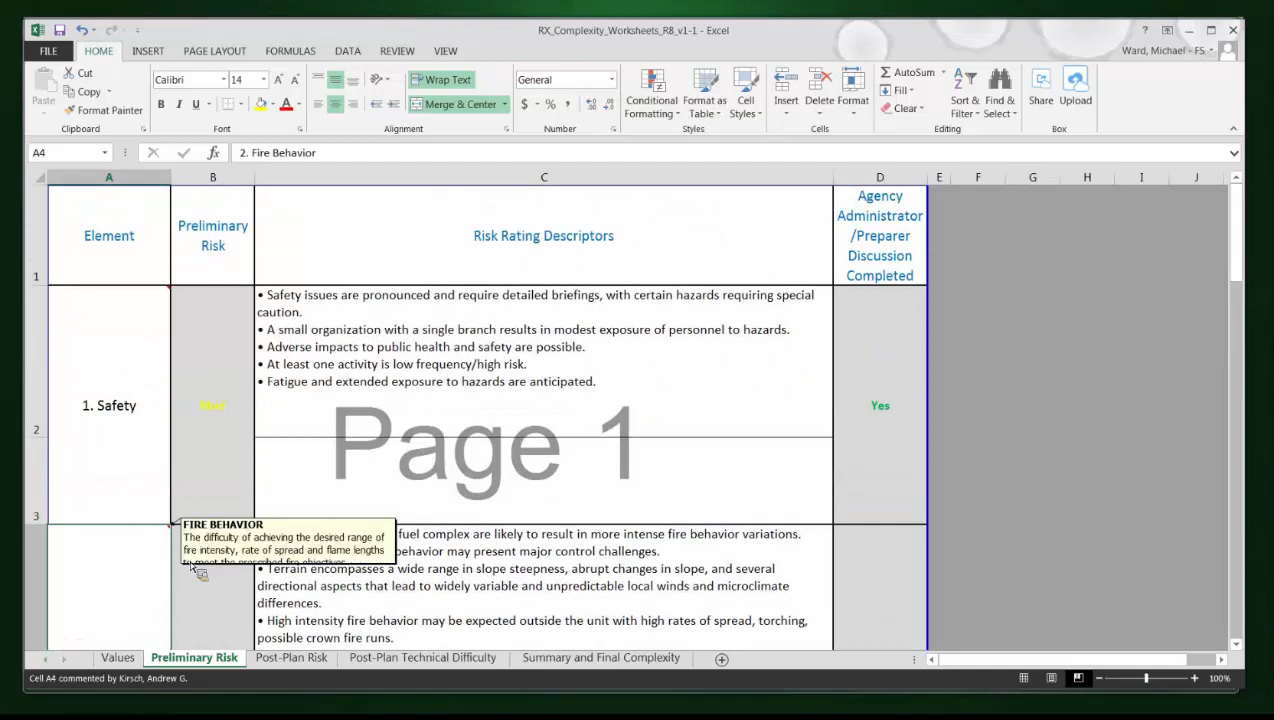 RX_Complexity_Worksheets_R8_v1-1 - Excel
FILE HOME INSERT PAGE LAYOUT FORMULAS DATA REVIEW VIEW
Ward, Michael - FS
Paste
Cut
Copy
Format Painter
Clipboard
Calibri 14
B I U
Font
Wrap Text
Merge & Center
Alignment
General
$ % ,
Number
Conditional Formatting
Format as Table
Cell Styles
Styles
Insert Delete Format
Cells
AutoSum
Fill
Clear
Sort & Filter
Find & Select
Editing
Share Upload
Box
A4
fx
2. Fire Behavior
A B C D E F G H I J
1
Element
Preliminary
Risk
Risk Rating Descriptors
Agency
Administrator
/Preparer
Discussion
Completed
2
1. Safety
Med
• Safety issues are pronounced and require detailed briefings, with certain hazards requiring special
caution.
• A small organization with a single branch results in modest exposure of personnel to hazards.
• Adverse impacts to public health and safety are possible.
• At least one activity is low frequency/high risk.
• Fatigue and extended exposure to hazards are anticipated.
Yes
Page 1
3
FIRE BEHAVIOR
The difficulty of achieving the desired range of
fire intensity, rate of spread and flame lengths
to meet the prescribed fire objectives.
fuel complex are likely to result in more intense fire behavior variations.
behavior may present major control challenges.
• Terrain encompasses a wide range in slope steepness, abrupt changes in slope, and several
directional aspects that lead to widely variable and unpredictable local winds and microclimate
differences.
• High intensity fire behavior may be expected outside the unit with high rates of spread, torching,
possible crown fire runs.
Values Preliminary Risk Post-Plan Risk Post-Plan Technical Difficulty Summary and Final Complexity
Cell A4 commented by Kirsch, Andrew G.
100%